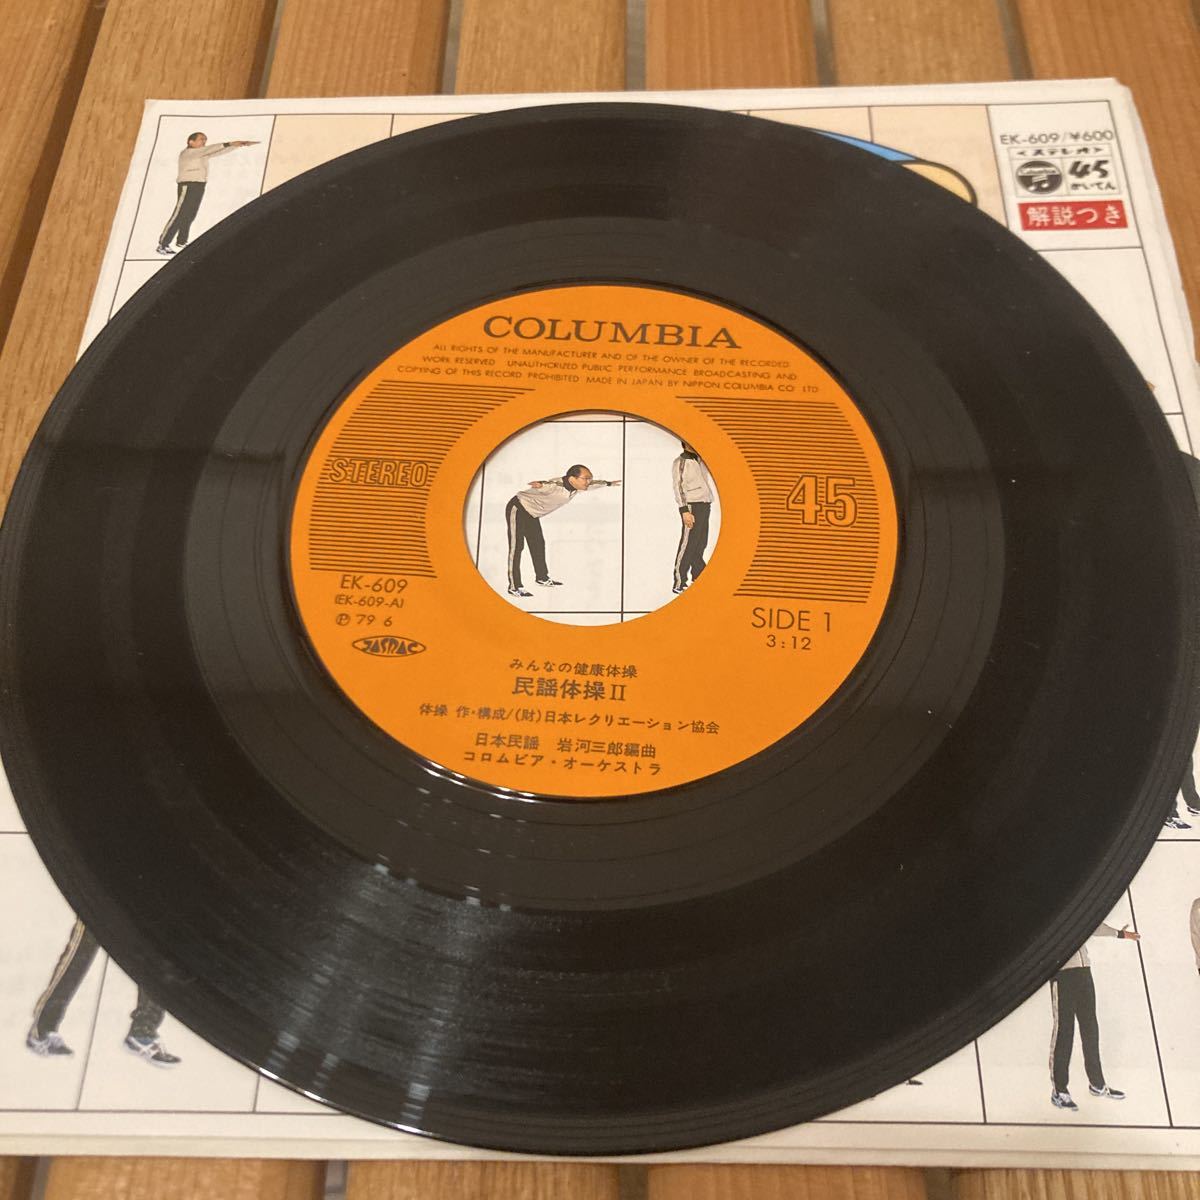 EK-609/¥600
<ステレオ>
Columbia
45
かいてん
解説つき
COLUMBIA
ALL RIGHTS OF THE MANUFACTURER AND OF THE OWNER OF THE RECORDED
WORK RESERVED UNAUTHORIZED PUBLIC PERFORMANCE BROADCASTING AND
COPYING OF THIS RECORD PROHIBITED MADE IN JAPAN BY NIPPON COLUMBIA CO LTD
STEREO
45
EK-609
(EK-609-A)
Ⓟ 79 6
JASRAC
SIDE 1
3:12
みんなの健康体操
民謡体操II
体操 作・構成/(財)日本レクリエーション協会
日本民謡 岩河三郎編曲
コロムビア・オーケストラ